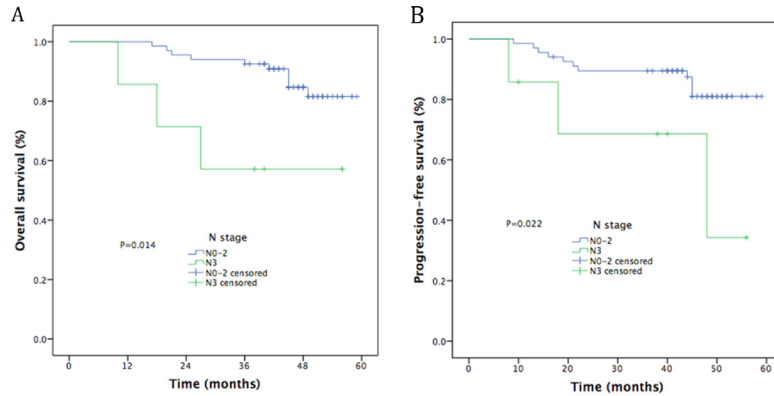 A
Overall survival (%)
1.0
0.8
0.6
0.4
0.2
0.0
P=0.014
N stage
N0-2
N3
N0-2 censored
N3 censored
0 12 24 36 48 60
Time (months)
B
Progression-free survival (%)
1.0
0.8
0.6
0.4
0.2
0.0
P=0.022
N stage
N0-2
N3
N0-2 censored
N3 censored
0 10 20 30 40 50 60
Time (months)